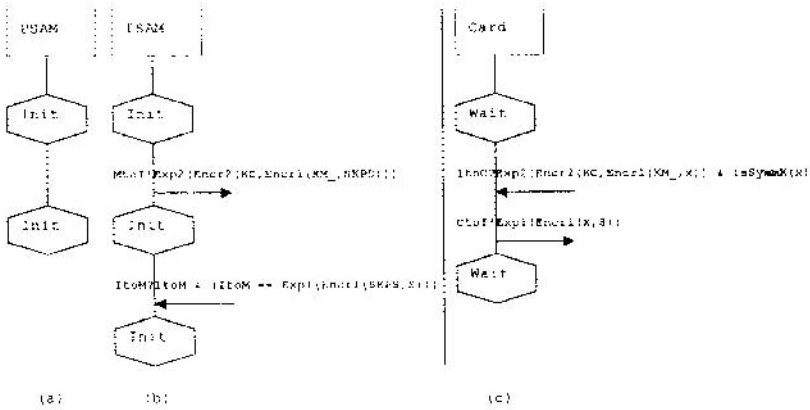 PSAM
PSAM
Card
Init
Init
Wait
MtoI!Exp2(Encr2(KC,Encr1(KM_,SKPS)))
ItoC?Exp2(Encr2(KC,Encr1(KM_,x)) & isSymmK(x)
Init
Init
CtoI!Exp1(Encr1(x,S))
Wait
ItoM?ItoM & (ItoM == Exp1(Encr1(SKPS,X)))
Init
(a)
(b)
(c)